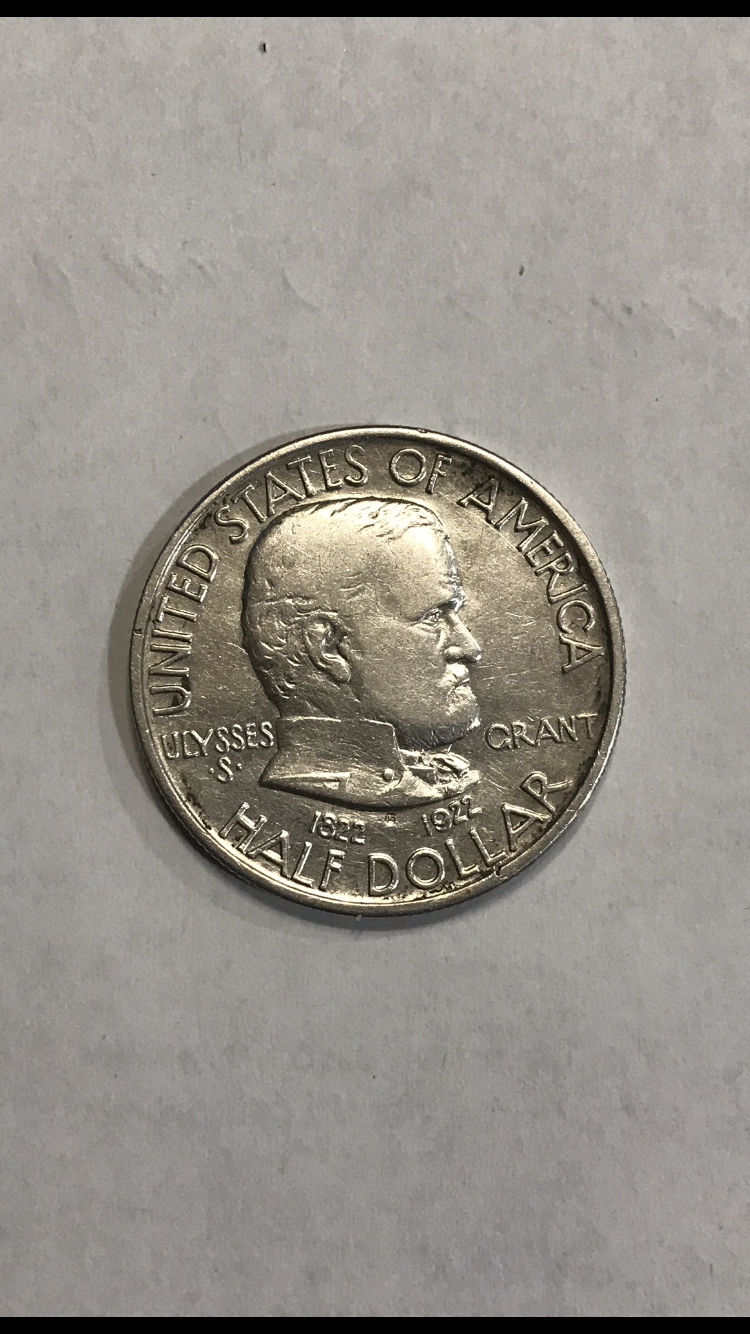 UNITED STATES OF AMERICA
ULYSSES
·S·
GRANT
1822 1922
HALF DOLLAR